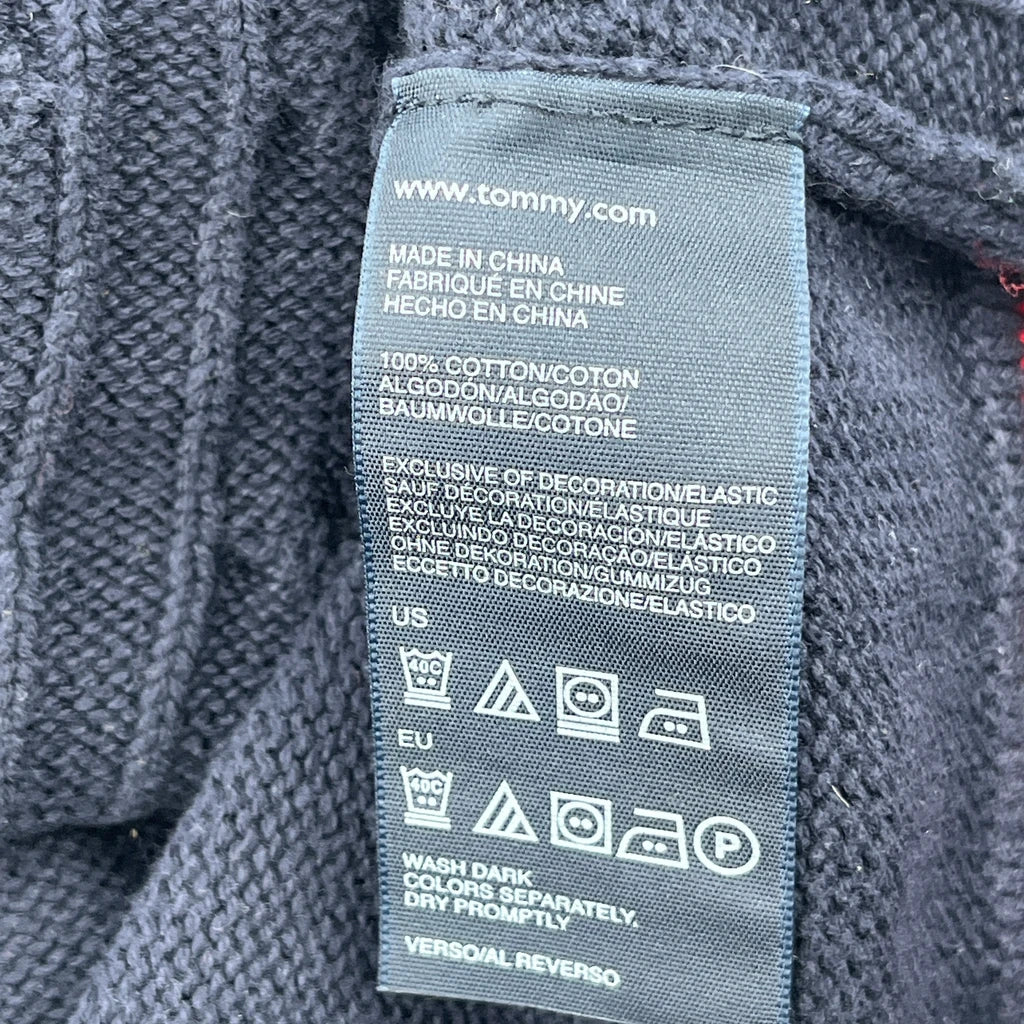 www.tommy.com
MADE IN CHINA
FABRIQUÉ EN CHINE
HECHO EN CHINA
100% COTTON/COTON
ALGODÓN/ALGODÃO/
BAUMWOLLE/COTONE
EXCLUSIVE OF DECORATION/ELASTIC
SAUF DÉCORATION/ELASTIQUE
EXCLUYE LA DECORACIÓN/ELÁSTICO
EXCLUINDO DECORAÇÃO/ELÁSTICO
OHNE DEKORATION/GUMMIZUG
ECCETTO DECORAZIONE/ELASTICO
US
40C
EU
40C
P
WASH DARK
COLORS SEPARATELY.
DRY PROMPTLY
VERSO/AL REVERSO